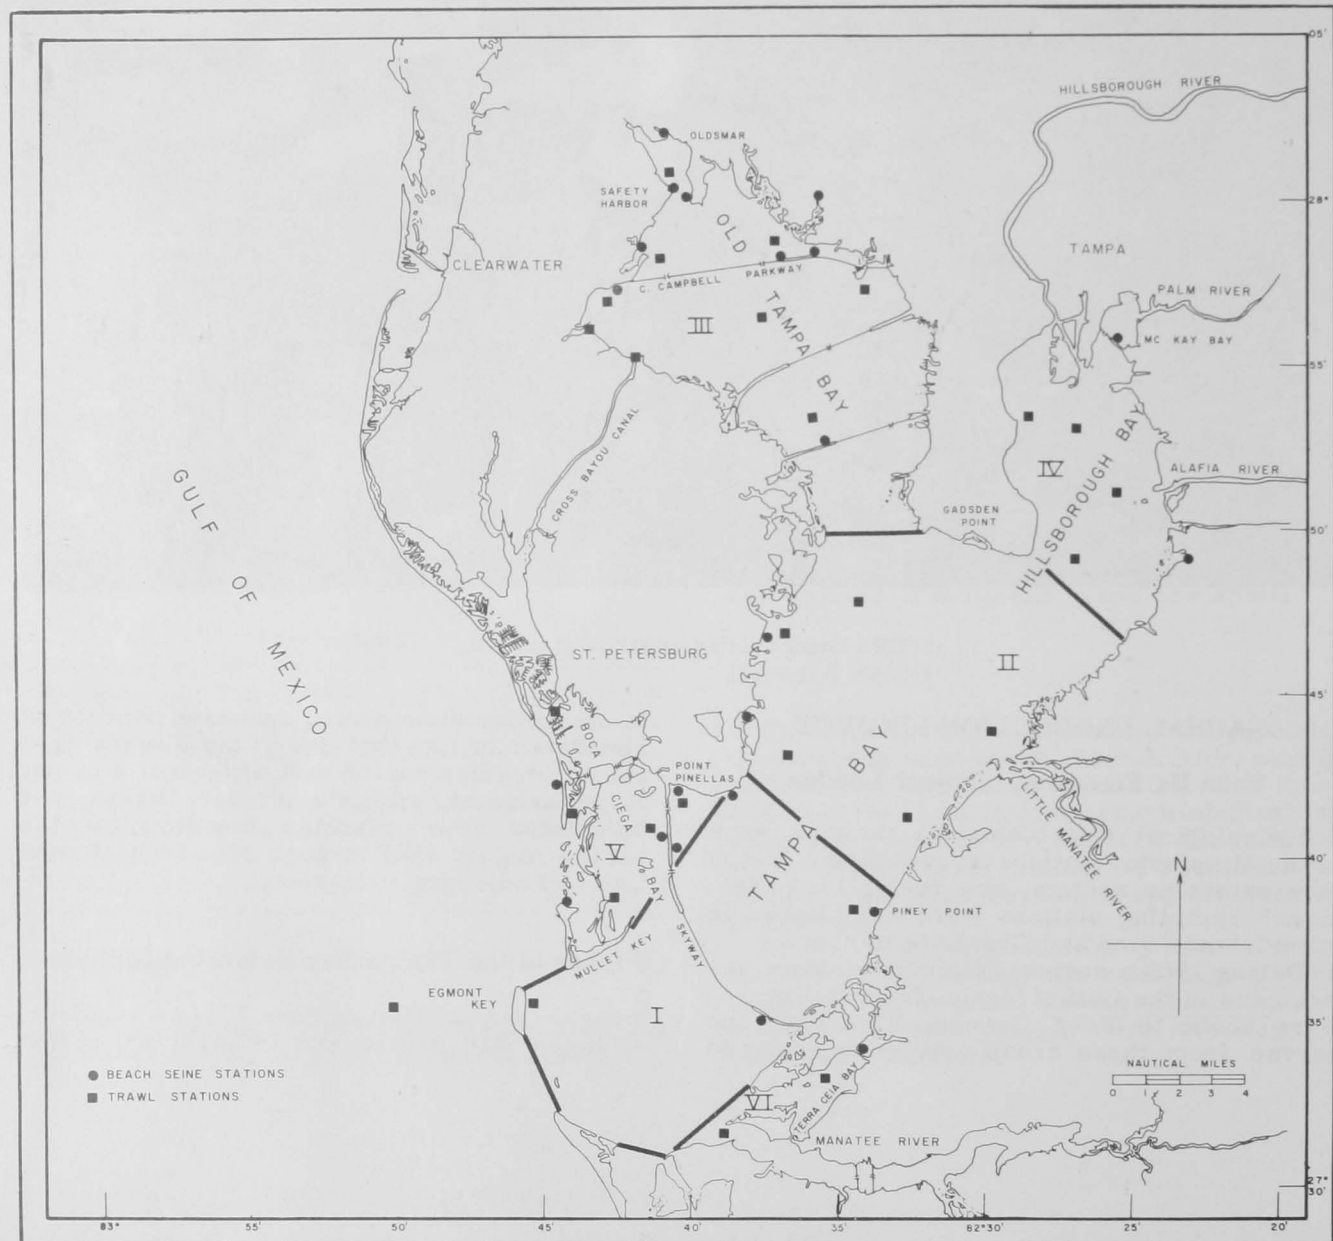 05'
HILLSBOROUGH RIVER
OLDSMAR
SAFETY
HARBOR
28°
OLD
TAMPA
CLEARWATER
C. CAMPBELL PARKWAY
PALM RIVER
TAMPA
III
MC KAY BAY
55'
BAY
CROSS BAYOU CANAL
HILLSBOROUGH BAY
IV
ALAFIA RIVER
GULF
OF
MEXICO
GADSDEN
POINT
50'
ST. PETERSBURG
II
45'
BOCA
CIEGA
BAY
POINT
PINELLAS
BAY
TAMPA
LITTLE MANATEE RIVER
V
40'
N
PINEY POINT
SKYWAY
MULLET KEY
EGMONT
KEY
I
35'
BEACH SEINE STATIONS
TRAWL STATIONS
NAUTICAL MILES
0 1 2 3 4
TERRA CEIA BAY
VI
MANATEE RIVER
27°
30'
83° 55' 50' 45' 40' 35' 82°30' 25' 20'